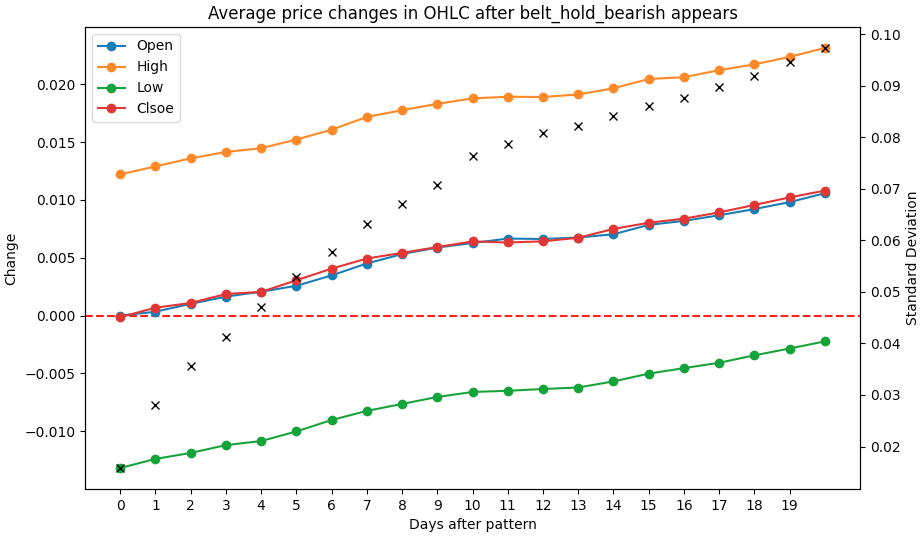 Average price changes in OHLC after belt_hold_bearish appears
Open
High
Low
Clsoe
0.020
0.015
0.010
0.005
0.000
−0.005
−0.010
Change
0.10
0.09
0.08
0.07
0.06
0.05
0.04
0.03
0.02
Standard Deviation
0 1 2 3 4 5 6 7 8 9 10 11 12 13 14 15 16 17 18 19
Days after pattern